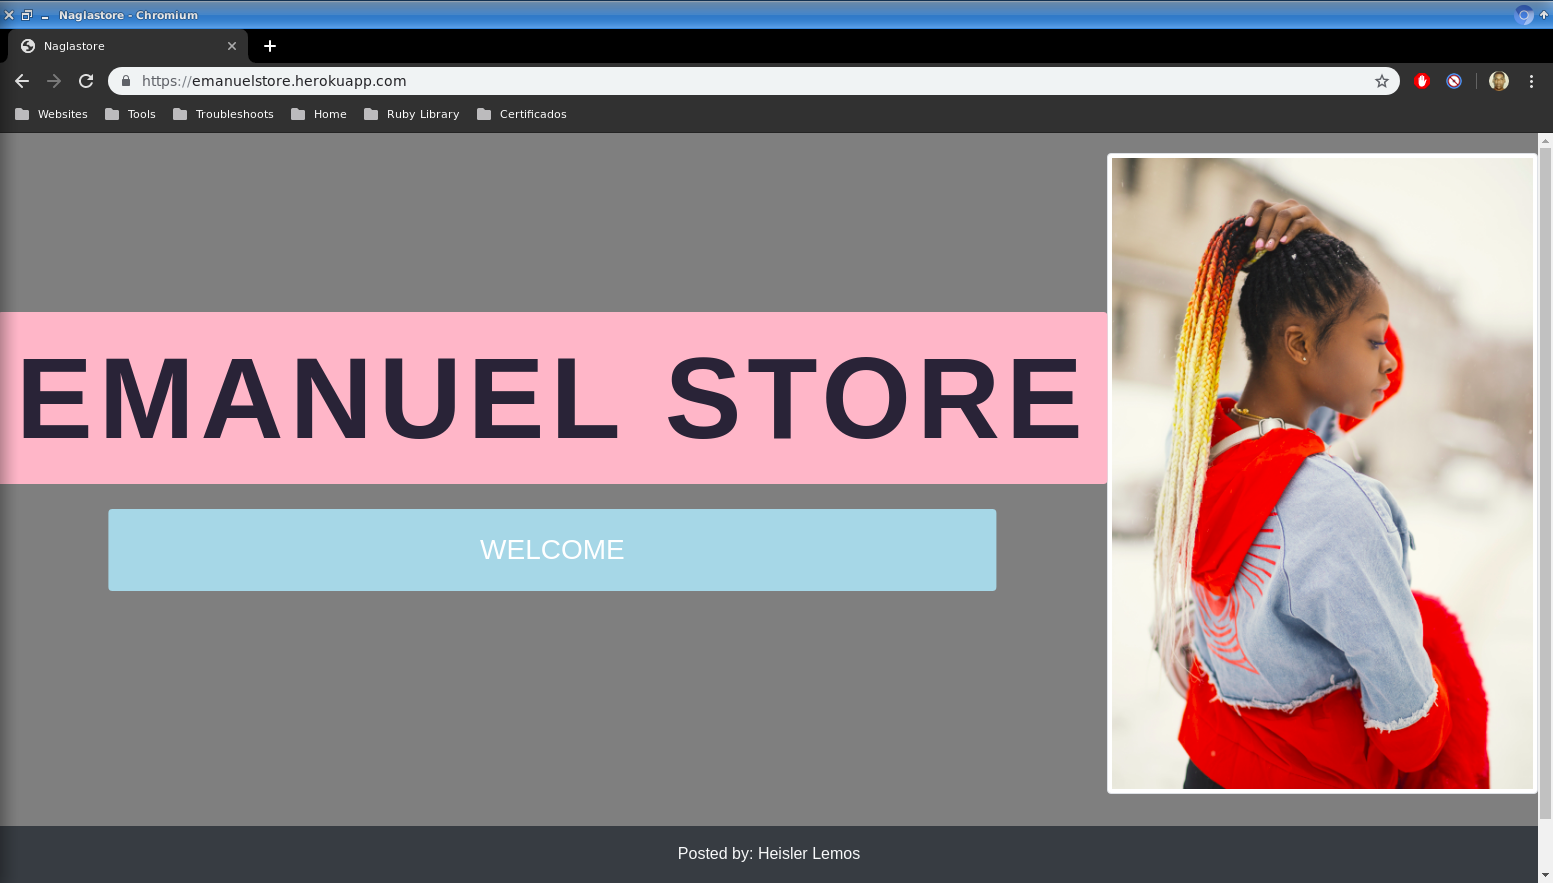 Naglastore - Chromium
Naglastore
https://emanuelstore.herokuapp.com
Websites Tools Troubleshoots Home Ruby Library Certificados
EMANUEL STORE
WELCOME
Posted by: Heisler Lemos